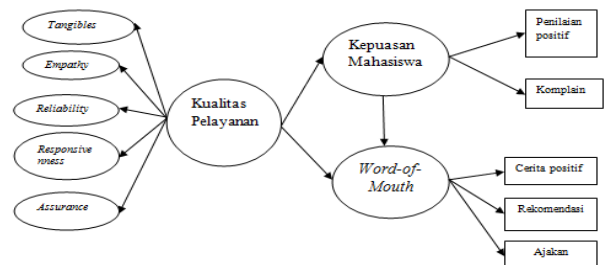 Tangibles
Empathy
Reliability
Responsive
nness
Assurance
Kualitas
Pelayanan
Kepuasan
Mahasiswa
Word-of-
Mouth
Penilaian
positif
Komplain
Cerita positif
Rekomendasi
Ajakan